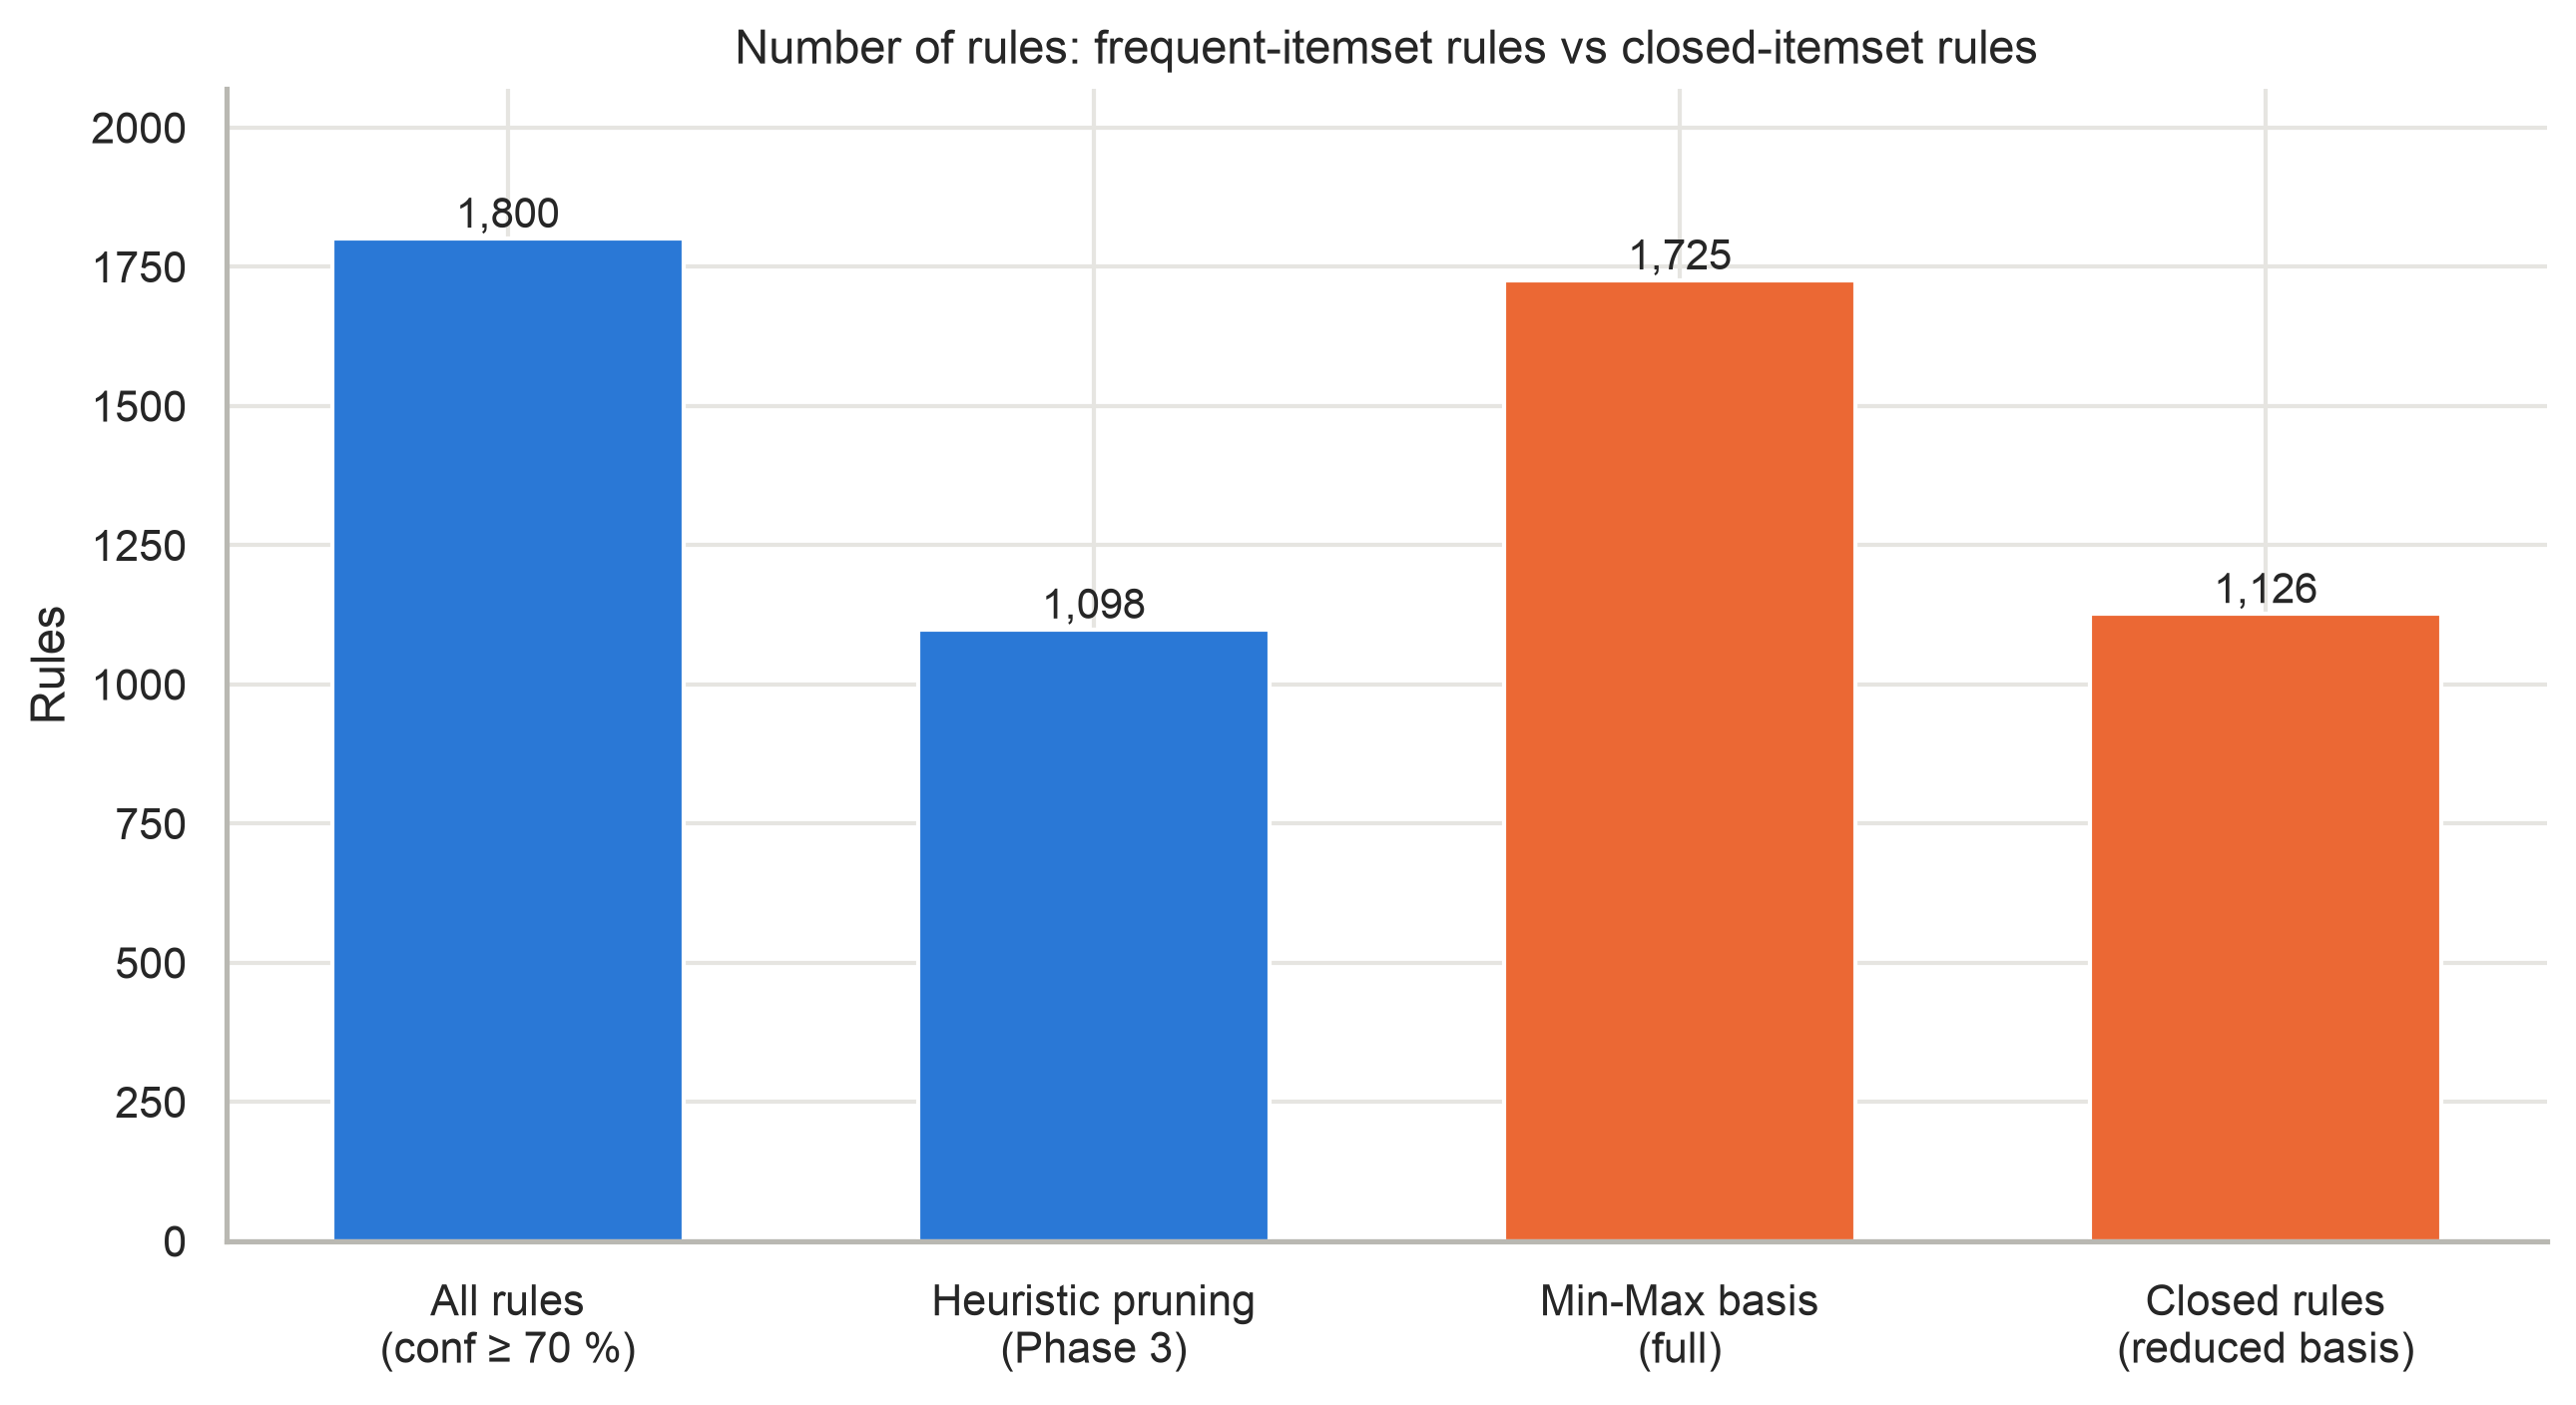 Number of rules: frequent-itemset rules vs closed-itemset rules
2000
1750
1500
1250
1000
750
500
250
0
Rules
1,800
1,098
1,725
1,126
All rules
(conf ≥ 70 %)
Heuristic pruning
(Phase 3)
Min-Max basis
(full)
Closed rules
(reduced basis)